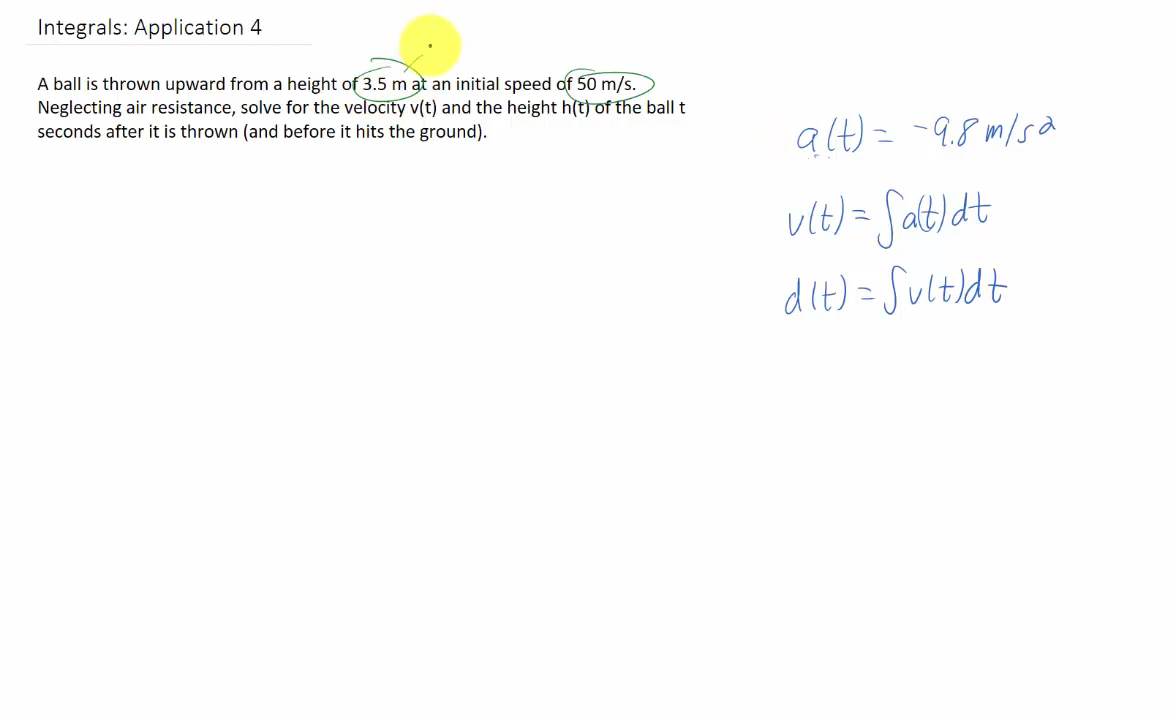 Integrals: Application 4
A ball is thrown upward from a height of 3.5 m at an initial speed of 50 m/s.
Neglecting air resistance, solve for the velocity v(t) and the height h(t) of the ball t
seconds after it is thrown (and before it hits the ground).
a(t) = -9.8 m/s2
v(t) = ∫a(t)dt
d(t) = ∫v(t)dt